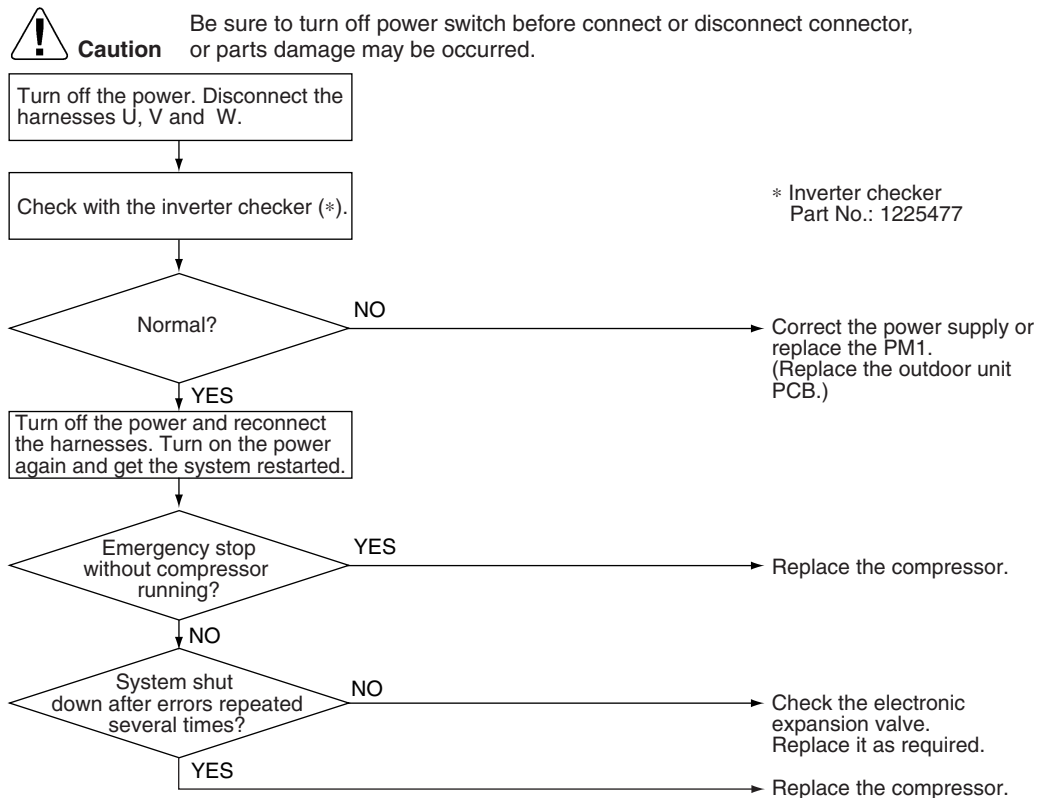 Be sure to turn off power switch before connect or disconnect connector,
Caution or parts damage may be occurred.
Turn off the power. Disconnect the
harnesses U, V and W.
Check with the inverter checker (*).
* Inverter checker
Part No.: 1225477
Normal?
NO
Correct the power supply or
replace the PM1.
(Replace the outdoor unit
PCB.)
YES
Turn off the power and reconnect
the harnesses. Turn on the power
again and get the system restarted.
Emergency stop
without compressor
running?
YES
Replace the compressor.
NO
System shut
down after errors repeated
several times?
NO
Check the electronic
expansion valve.
Replace it as required.
YES
Replace the compressor.